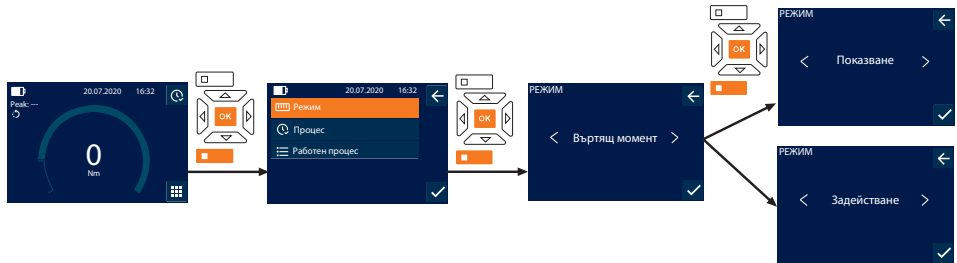 20.07.2020 16:32
Peak: ---
0
Nm
OK
20.07.2020 16:32
Режим
Процес
Работен процес
OK
РЕЖИМ
Въртящ момент
OK
РЕЖИМ
Показване
РЕЖИМ
Задействане